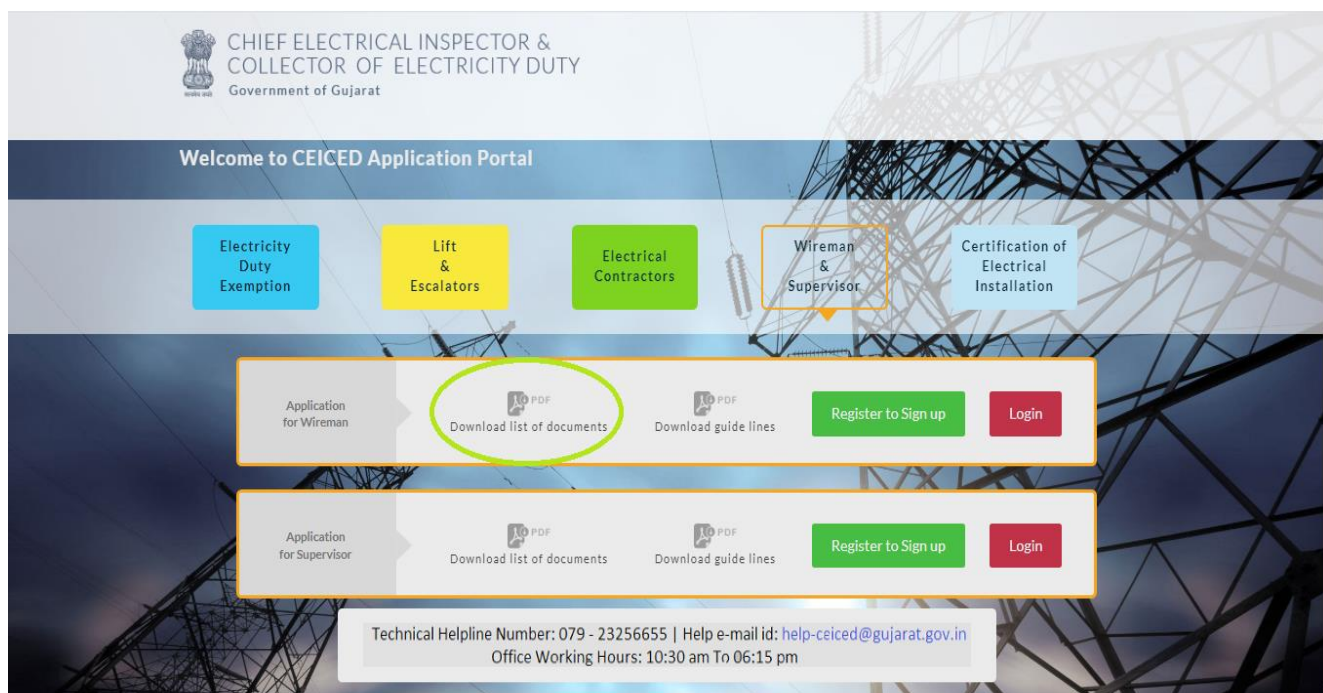 CHIEF ELECTRICAL INSPECTOR &
COLLECTOR OF ELECTRICITY DUTY
Government of Gujarat
Welcome to CEICED Application Portal
Electricity
Duty
Exemption
Lift
&
Escalators
Electrical
Contractors
Wireman
&
Supervisor
Certification of
Electrical
Installation
Application
for Wireman
PDF
Download list of documents
PDF
Download guide lines
Register to Sign up
Login
Application
for Supervisor
PDF
Download list of documents
PDF
Download guide lines
Register to Sign up
Login
Technical Helpline Number: 079 - 23256655 | Help e-mail id: help-ceiced@gujarat.gov.in
Office Working Hours: 10:30 am To 06:15 pm